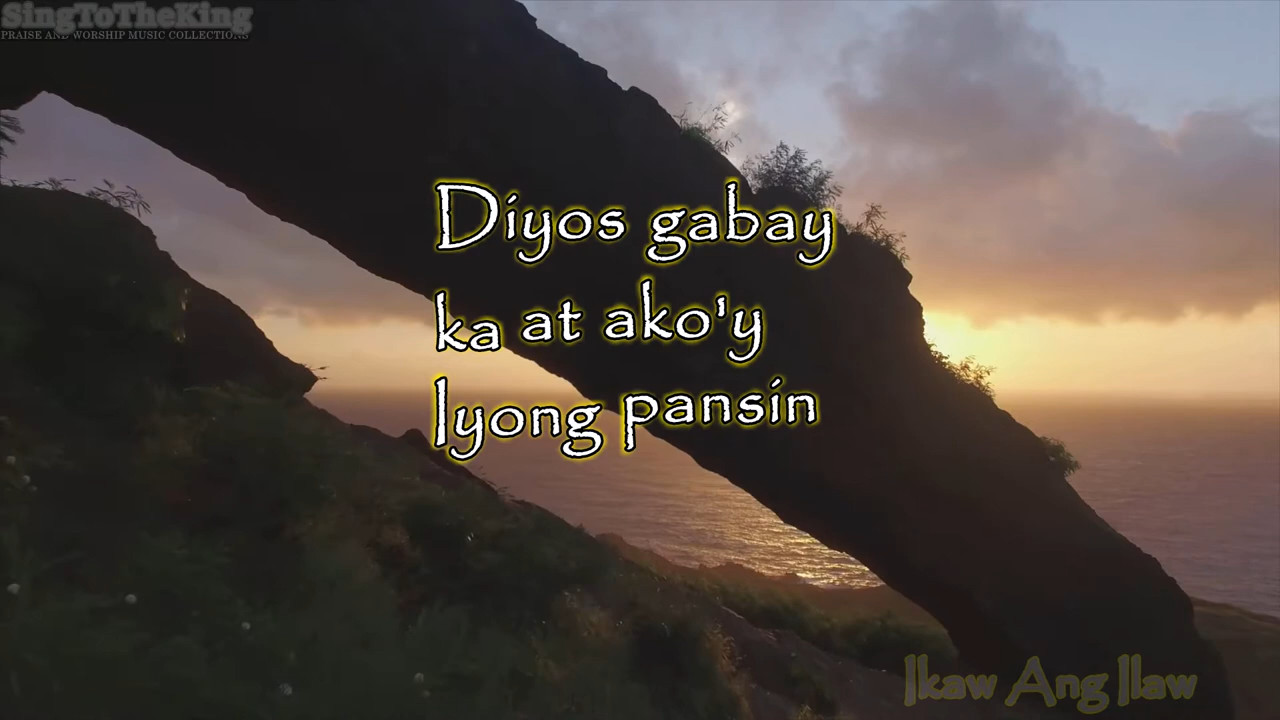 SingToTheKing
PRAISE AND WORSHIP MUSIC COLLECTIONS
Diyos gabay
ka at ako'y
Iyong pansin
Ikaw Ang Ilaw